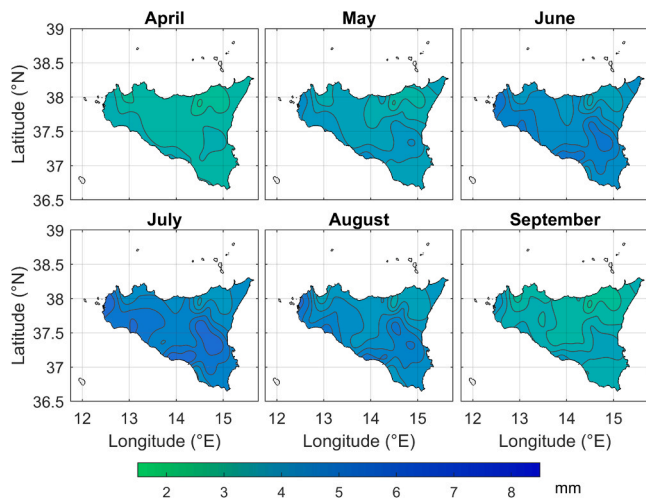 April May June
39
38.5
38
37.5
37
36.5
Latitude (°N)
July August September
39
38.5
38
37.5
37
36.5
Latitude (°N)
12 13 14 15 12 13 14 15 12 13 14 15
Longitude (°E) Longitude (°E) Longitude (°E)
2 3 4 5 6 7 8 mm